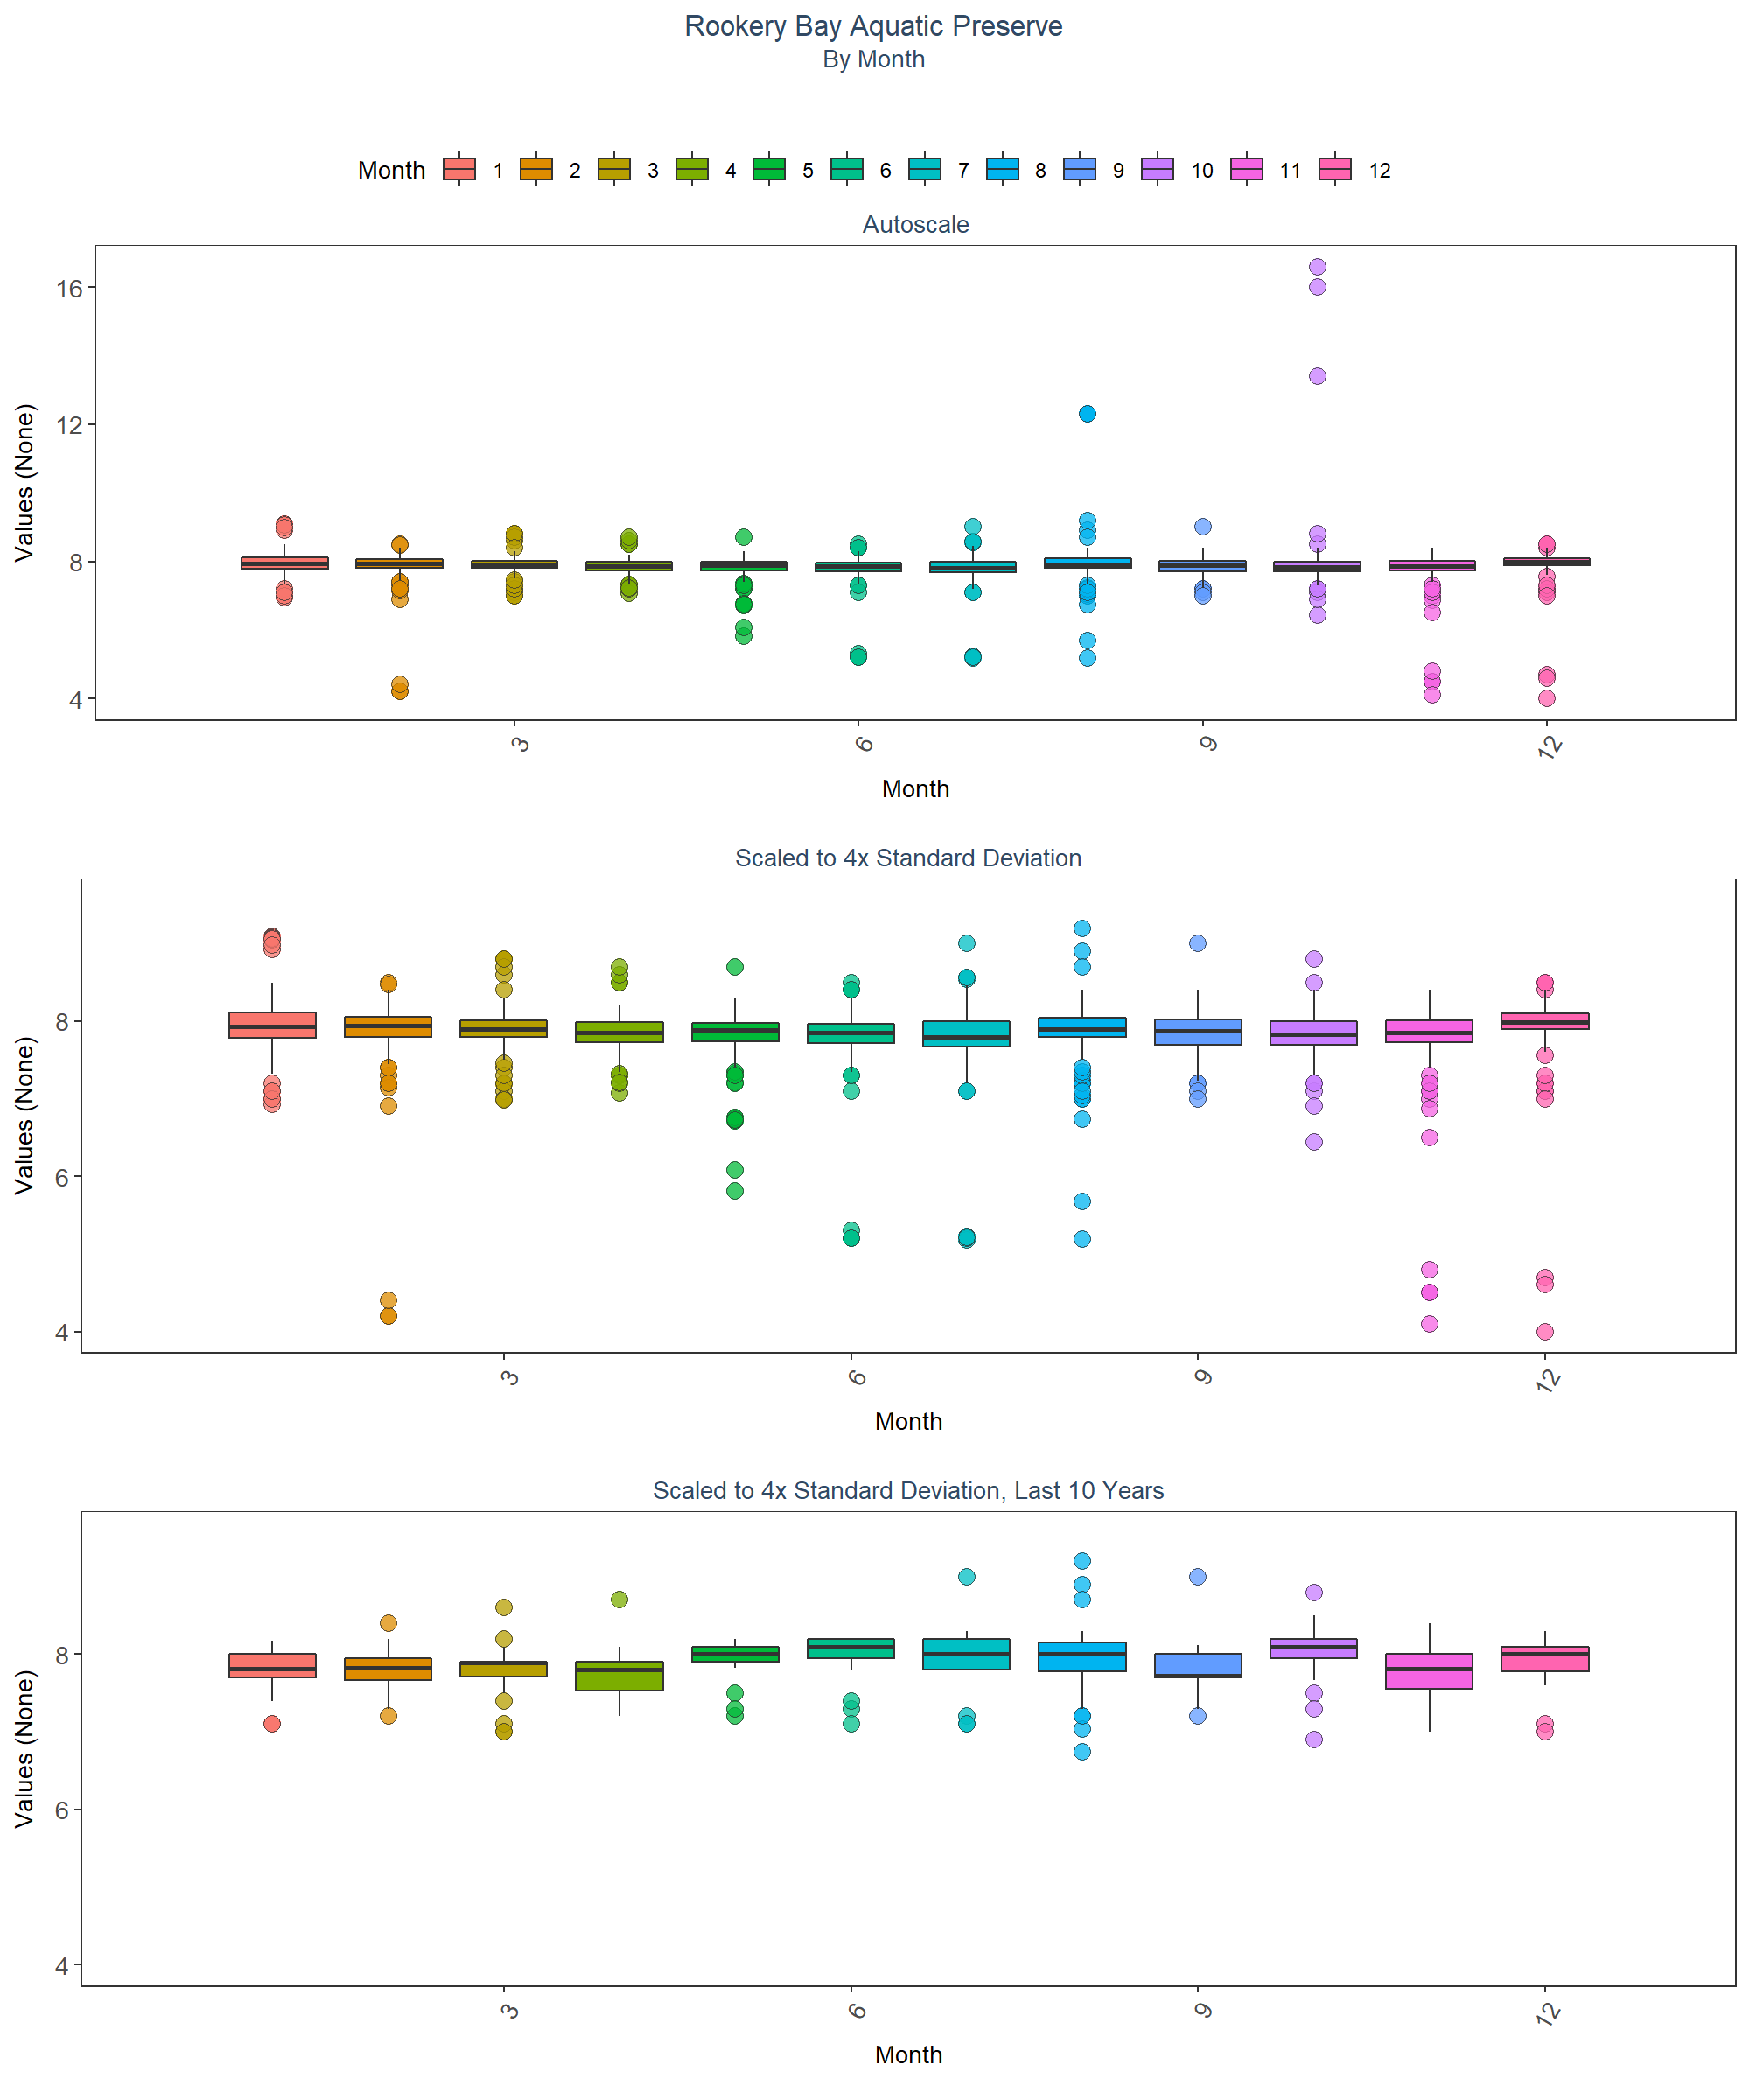 Rookery Bay Aquatic Preserve
By Month
Month 1 2 3 4 5 6 7 8 9 10 11 12
Autoscale
Values (None)
16
12
8
4
3 6 9 12
Month
Scaled to 4x Standard Deviation
Values (None)
8
6
4
3 6 9 12
Month
Scaled to 4x Standard Deviation, Last 10 Years
Values (None)
8
6
4
3 6 9 12
Month